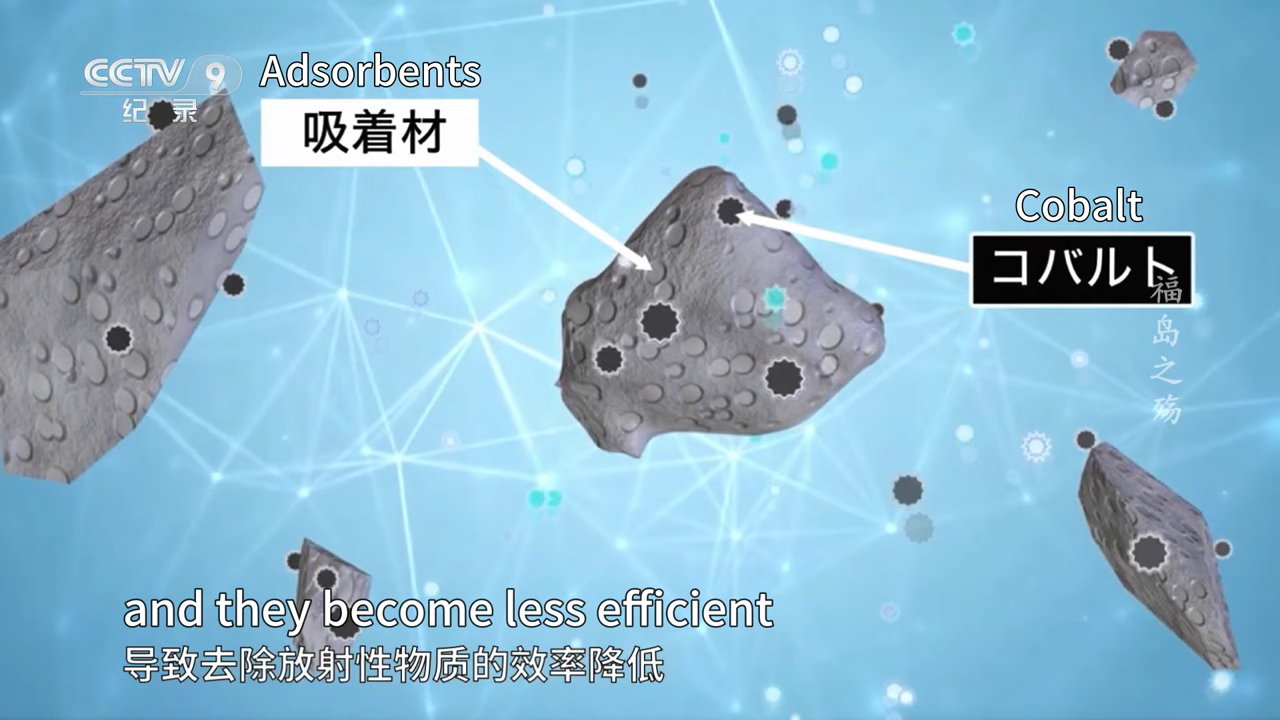 CCTV 9
纪录
Adsorbents
吸着材
Cobalt
コバルト
福岛之殇
and they become less efficient
导致去除放射性物质的效率降低